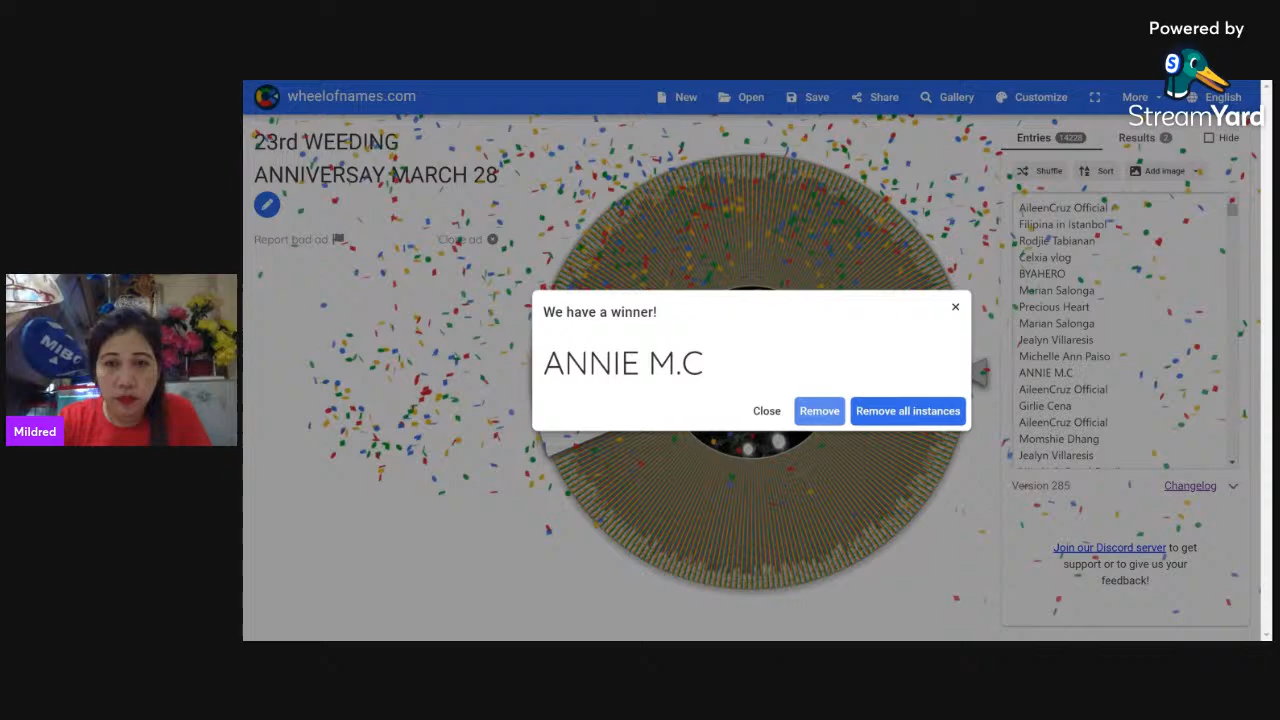 Powered by
StreamYard
wheelofnames.com
New
Open
Save
Share
Gallery
Customize
More
English
23rd WEEDING
ANNIVERSAY MARCH 28
Report bad ad
Close ad
Entries 14228
Results 2
Hide
Shuffle
Sort
Add image
AileenCruz Official
Filipina in Istanbol
Rodjie Tabianan
Celxia vlog
BYAHERO
Marian Salonga
Precious Heart
Marian Salonga
Jealyn Villaresis
Michelle Ann Paiso
ANNIE M.C
AileenCruz Official
Girlie Cena
AileenCruz Official
Momshie Dhang
Jealyn Villaresis
We have a winner!
ANNIE M.C
Close
Remove
Remove all instances
Version 285
Changelog
Join our Discord server to get
support or to give us your
feedback!
Mildred